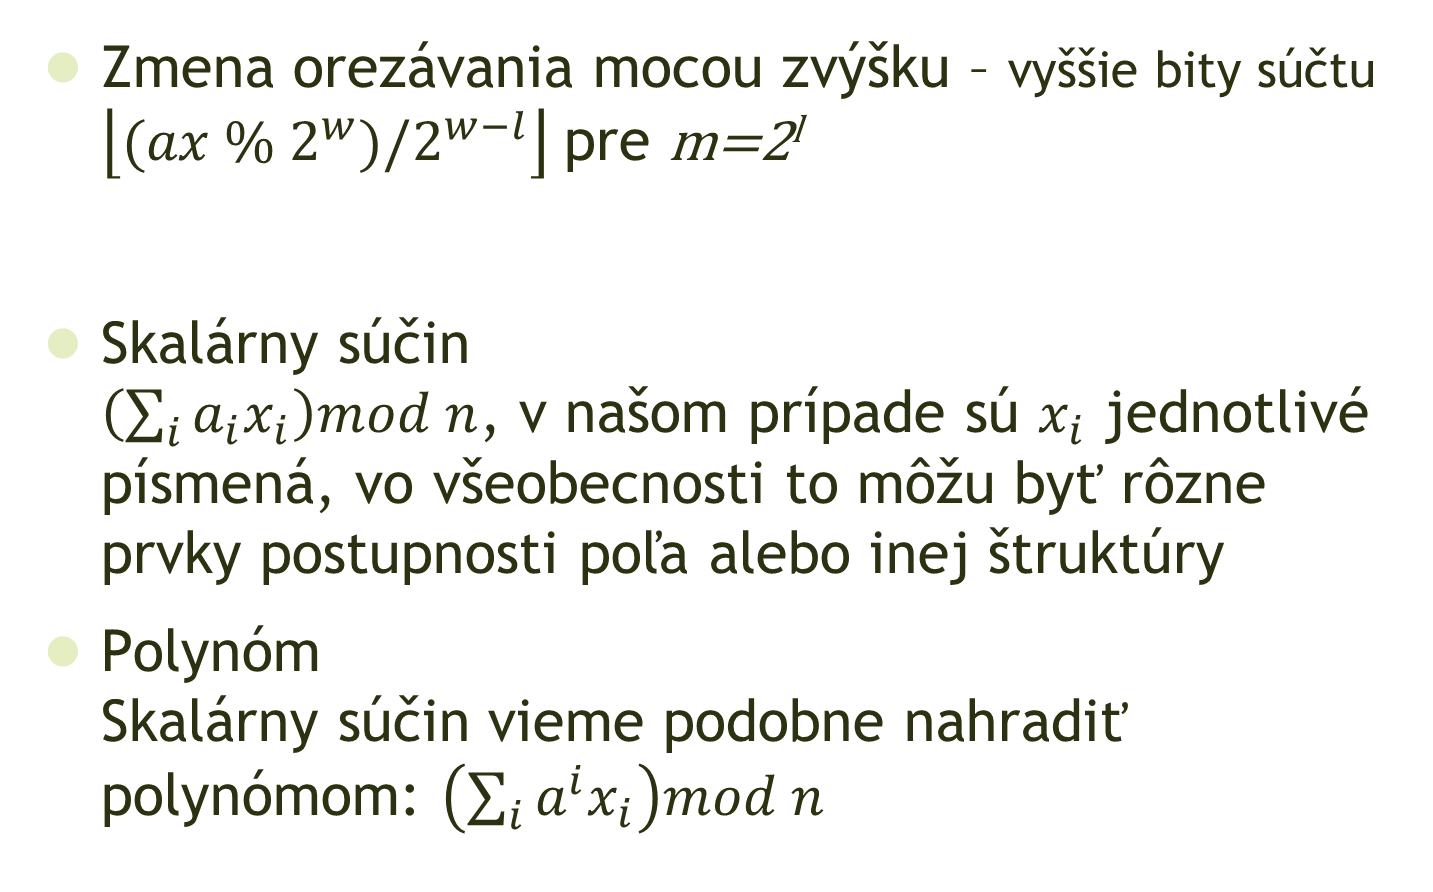 Zmena orezávania mocou zvýšku – vyššie bity súčtu
⌊(ax % 2^w)/2^{w−l}⌋ pre m=2^l
Skalárny súčin
(∑_i a_i x_i)mod n, v našom prípade sú x_i jednotlivé
písmená, vo všeobecnosti to môžu byť rôzne
prvky postupnosti poľa alebo inej štruktúry
Polynóm
Skalárny súčin vieme podobne nahradiť
polynómom: (∑_i a^i x_i)mod n